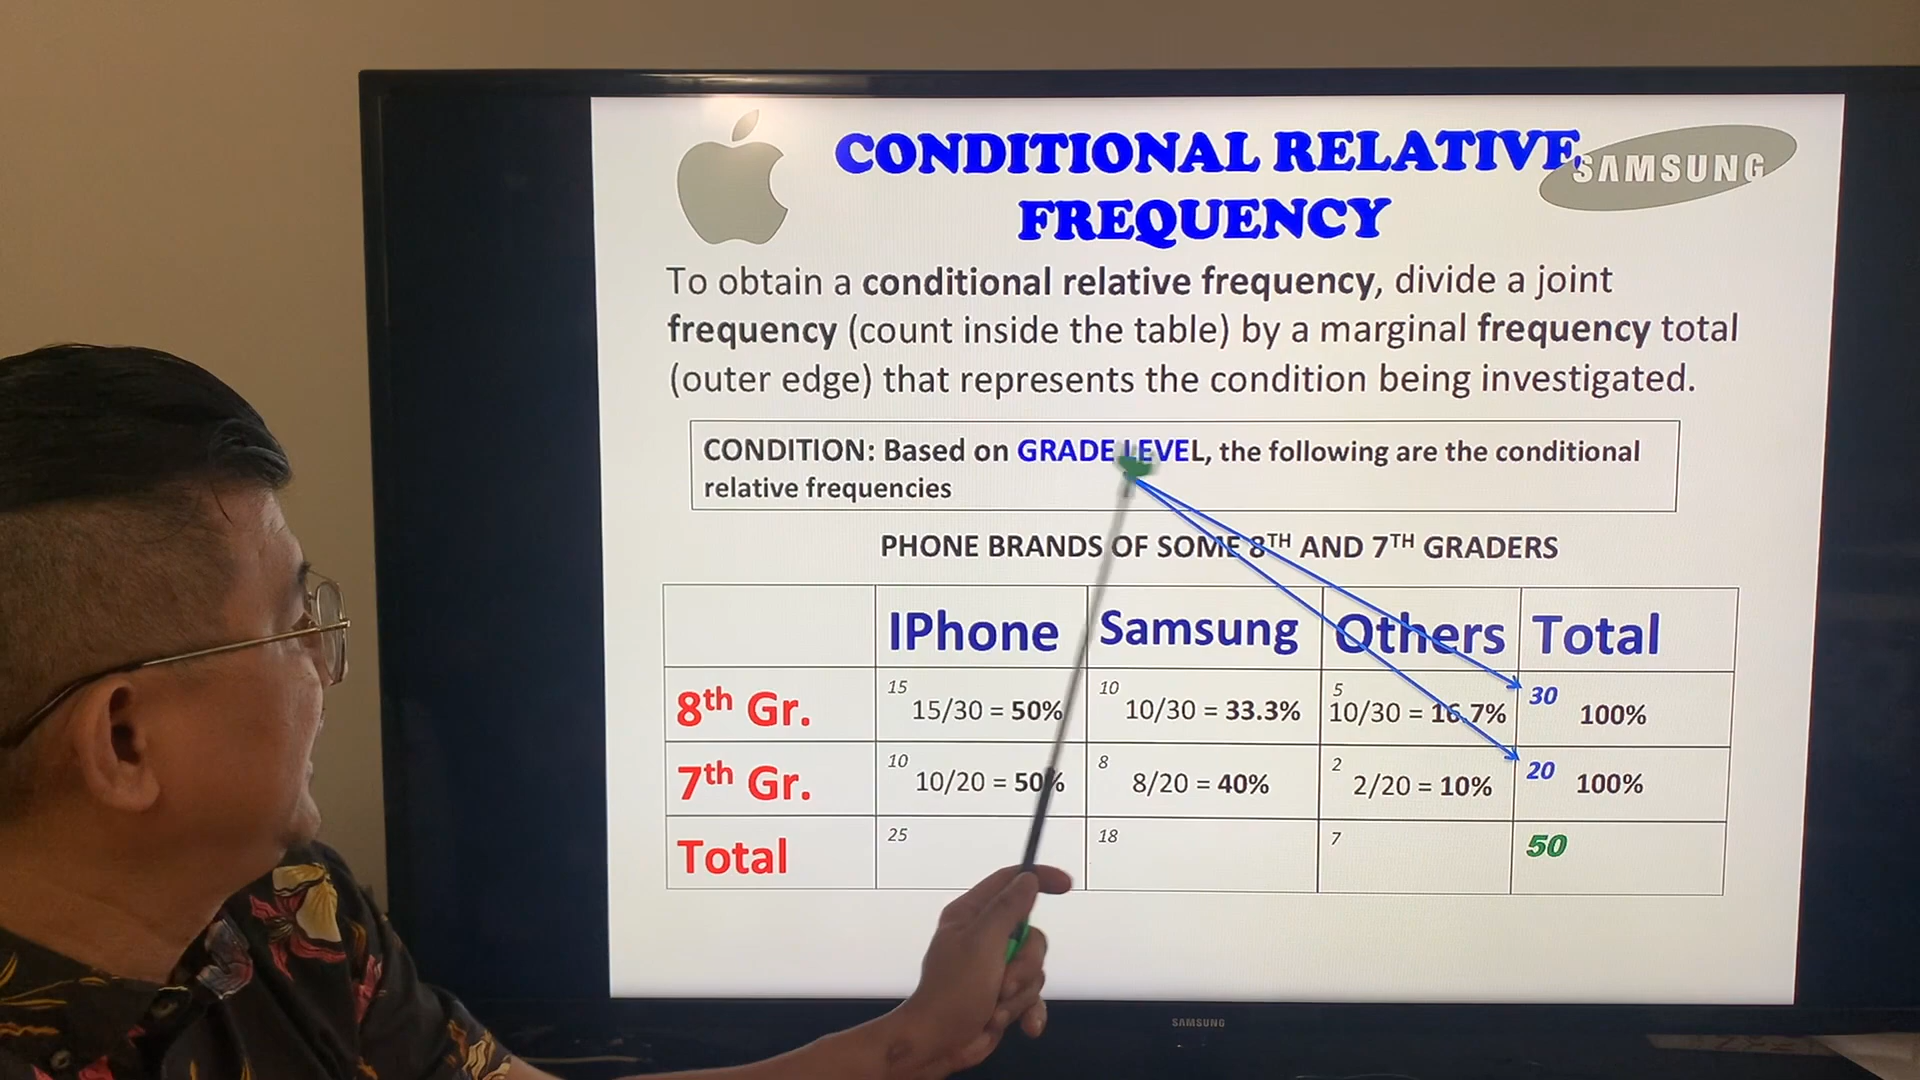 CONDITIONAL RELATIVE
SAMSUNG
FREQUENCY
To obtain a conditional relative frequency, divide a joint
frequency (count inside the table) by a marginal frequency total
(outer edge) that represents the condition being investigated.
CONDITION: Based on GRADE LEVEL, the following are the conditional
relative frequencies
PHONE BRANDS OF SOME 8TH AND 7TH GRADERS
IPhone Samsung Others Total
8th Gr. 15 15/30 = 50% 10 10/30 = 33.3% 5 10/30 = 16.7% 30 100%
7th Gr. 10 10/20 = 50% 8 8/20 = 40% 2 2/20 = 10% 20 100%
Total 25 18 7 50
SAMSUNG